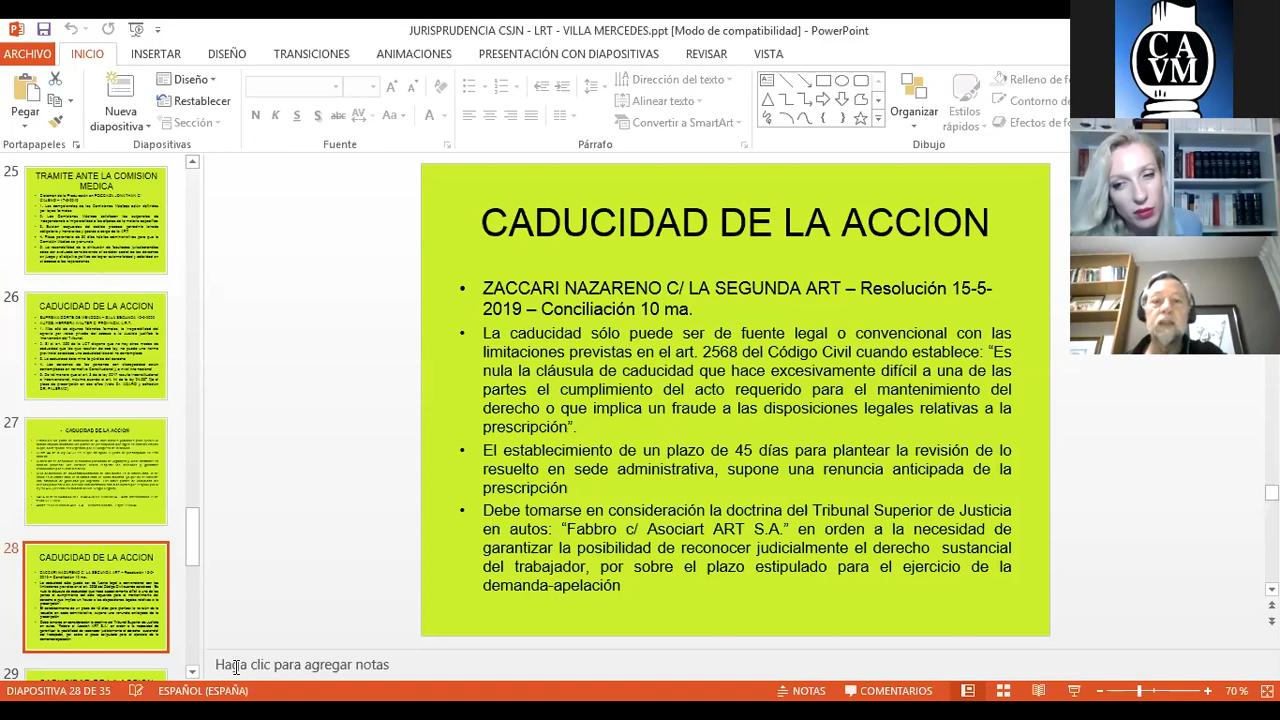 JURISPRUDENCIA CSJN - LRT - VILLA MERCEDES.ppt [Modo de compatibilidad] - PowerPoint
ARCHIVO INICIO INSERTAR DISEÑO TRANSICIONES ANIMACIONES PRESENTACIÓN CON DIAPOSITIVAS REVISAR VISTA
Pegar
Nueva diapositiva
Diseño
Restablecer
Sección
N K S S abc AV Aa A
Dirección del texto
Alinear texto
Convertir a SmartArt
Organizar
Estilos rápidos
Relleno de
Contorno de
Efectos de
Portapapeles Diapositivas Fuente Párrafo Dibujo
CAVM
25
TRAMITE ANTE LA COMISION
MEDICA
26
CADUCIDAD DE LA ACCION
27
CADUCIDAD DE LA ACCION
28
CADUCIDAD DE LA ACCION
29
CADUCIDAD DE LA ACCION
• ZACCARI NAZARENO C/ LA SEGUNDA ART – Resolución 15-5-
2019 – Conciliación 10 ma.
• La caducidad sólo puede ser de fuente legal o convencional con las
limitaciones previstas en el art. 2568 del Código Civil cuando establece: “Es
nula la cláusula de caducidad que hace excesivamente difícil a una de las
partes el cumplimiento del acto requerido para el mantenimiento del
derecho o que implica un fraude a las disposiciones legales relativas a la
prescripción”.
• El establecimiento de un plazo de 45 días para plantear la revisión de lo
resuelto en sede administrativa, supone una renuncia anticipada de la
prescripción
• Debe tomarse en consideración la doctrina del Tribunal Superior de Justicia
en autos: “Fabbro c/ Asociart ART S.A.” en orden a la necesidad de
garantizar la posibilidad de reconocer judicialmente el derecho sustancial
del trabajador, por sobre el plazo estipulado para el ejercicio de la
demanda-apelación
Haga clic para agregar notas
DIAPOSITIVA 28 DE 35 ESPAÑOL (ESPAÑA) NOTAS COMENTARIOS 70 %